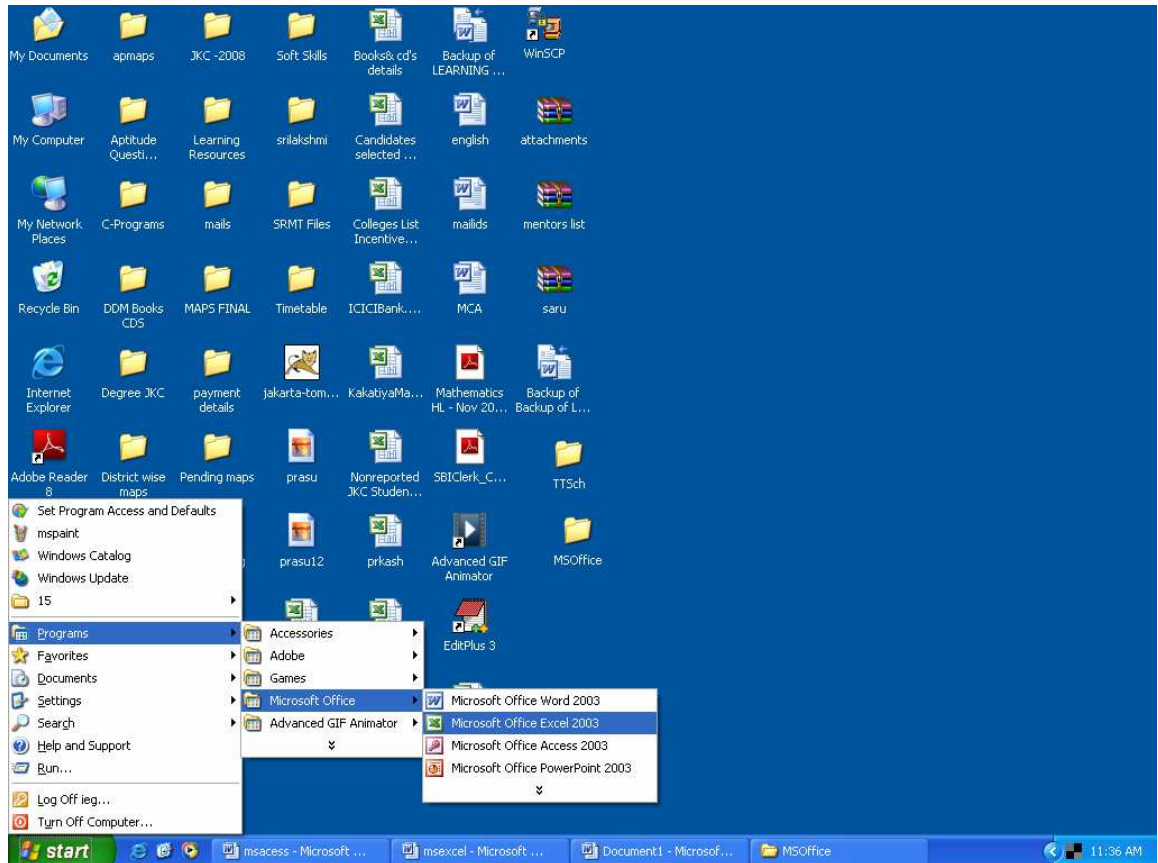 My Documents
apmaps
JKC -2008
Soft Skills
Books& cd's
details
Backup of
LEARNING ...
WinSCP
My Computer
Aptitude
Questi...
Learning
Resources
srilakshmi
Candidates
selected ...
english
attachments
My Network
Places
C-Programs
mails
SRMT Files
Colleges List
Incentive...
mailids
mentors list
Recycle Bin
DDM Books
CDS
MAPS FINAL
Timetable
ICICIBank....
MCA
saru
Internet
Explorer
Degree JKC
payment
details
jakarta-tom...
KakatiyaMa...
Mathematics
HL - Nov 20...
Backup of
Backup of L...
Adobe Reader
8
District wise
maps
Pending maps
prasu
Nonreported
JKC Studen...
SBIClerk_C...
TTSch
prasu12
prkash
Advanced GIF
Animator
MSOffice
EditPlus 3
Set Program Access and Defaults
mspaint
Windows Catalog
Windows Update
15
Programs
Favorites
Documents
Settings
Search
Help and Support
Run...
Log Off ieg...
Turn Off Computer...
Accessories
Adobe
Games
Microsoft Office
Advanced GIF Animator
Microsoft Office Word 2003
Microsoft Office Excel 2003
Microsoft Office Access 2003
Microsoft Office PowerPoint 2003
start
msacess - Microsoft ...
msexcel - Microsoft ...
Document1 - Microsof...
MSOffice
11:36 AM